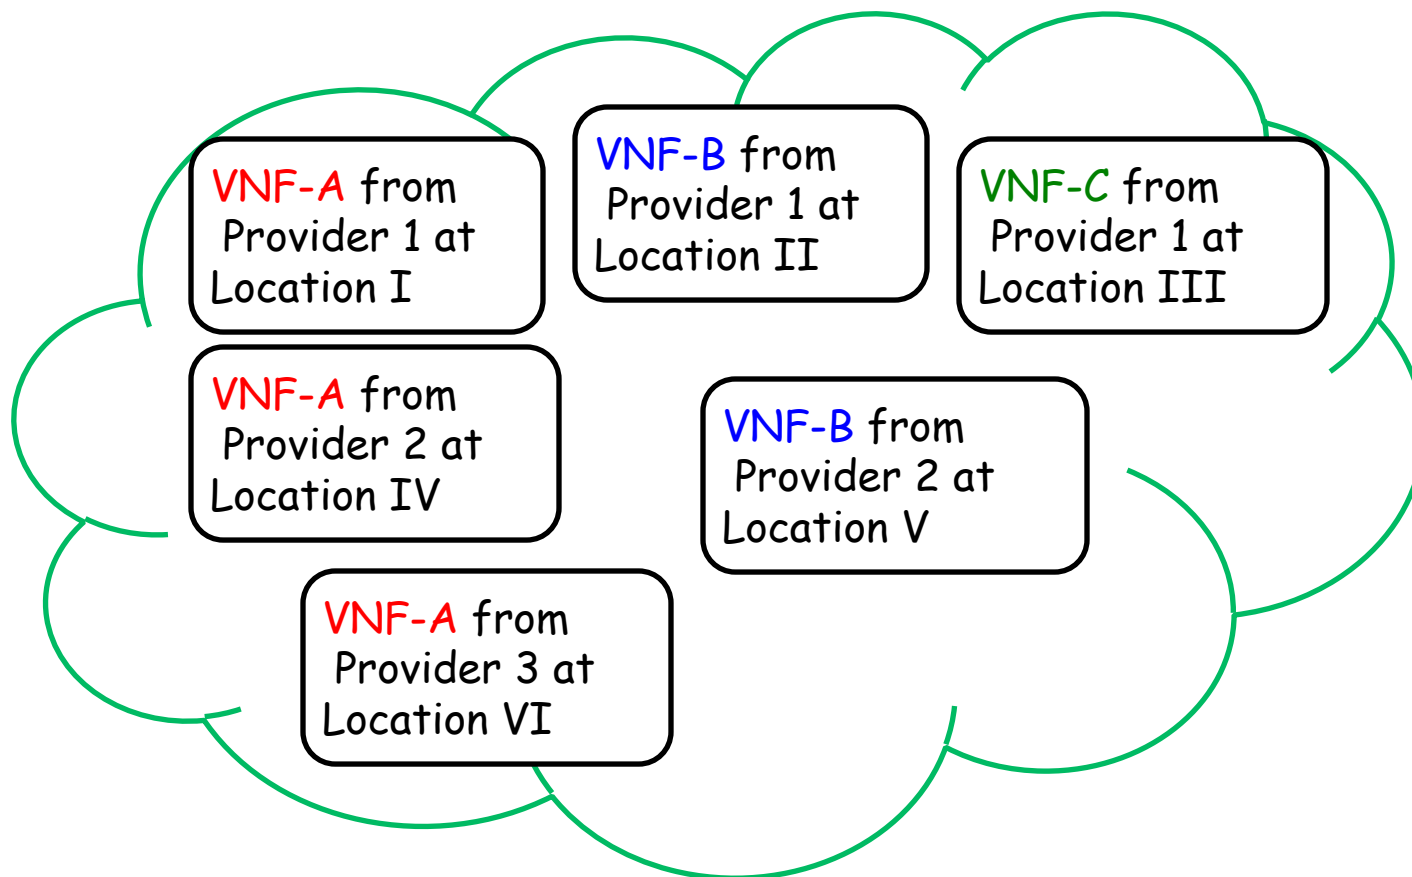 VNF-A from
Provider 1 at
Location I
VNF-B from
Provider 1 at
Location II
VNF-C from
Provider 1 at
Location III
VNF-A from
Provider 2 at
Location IV
VNF-B from
Provider 2 at
Location V
VNF-A from
Provider 3 at
Location VI